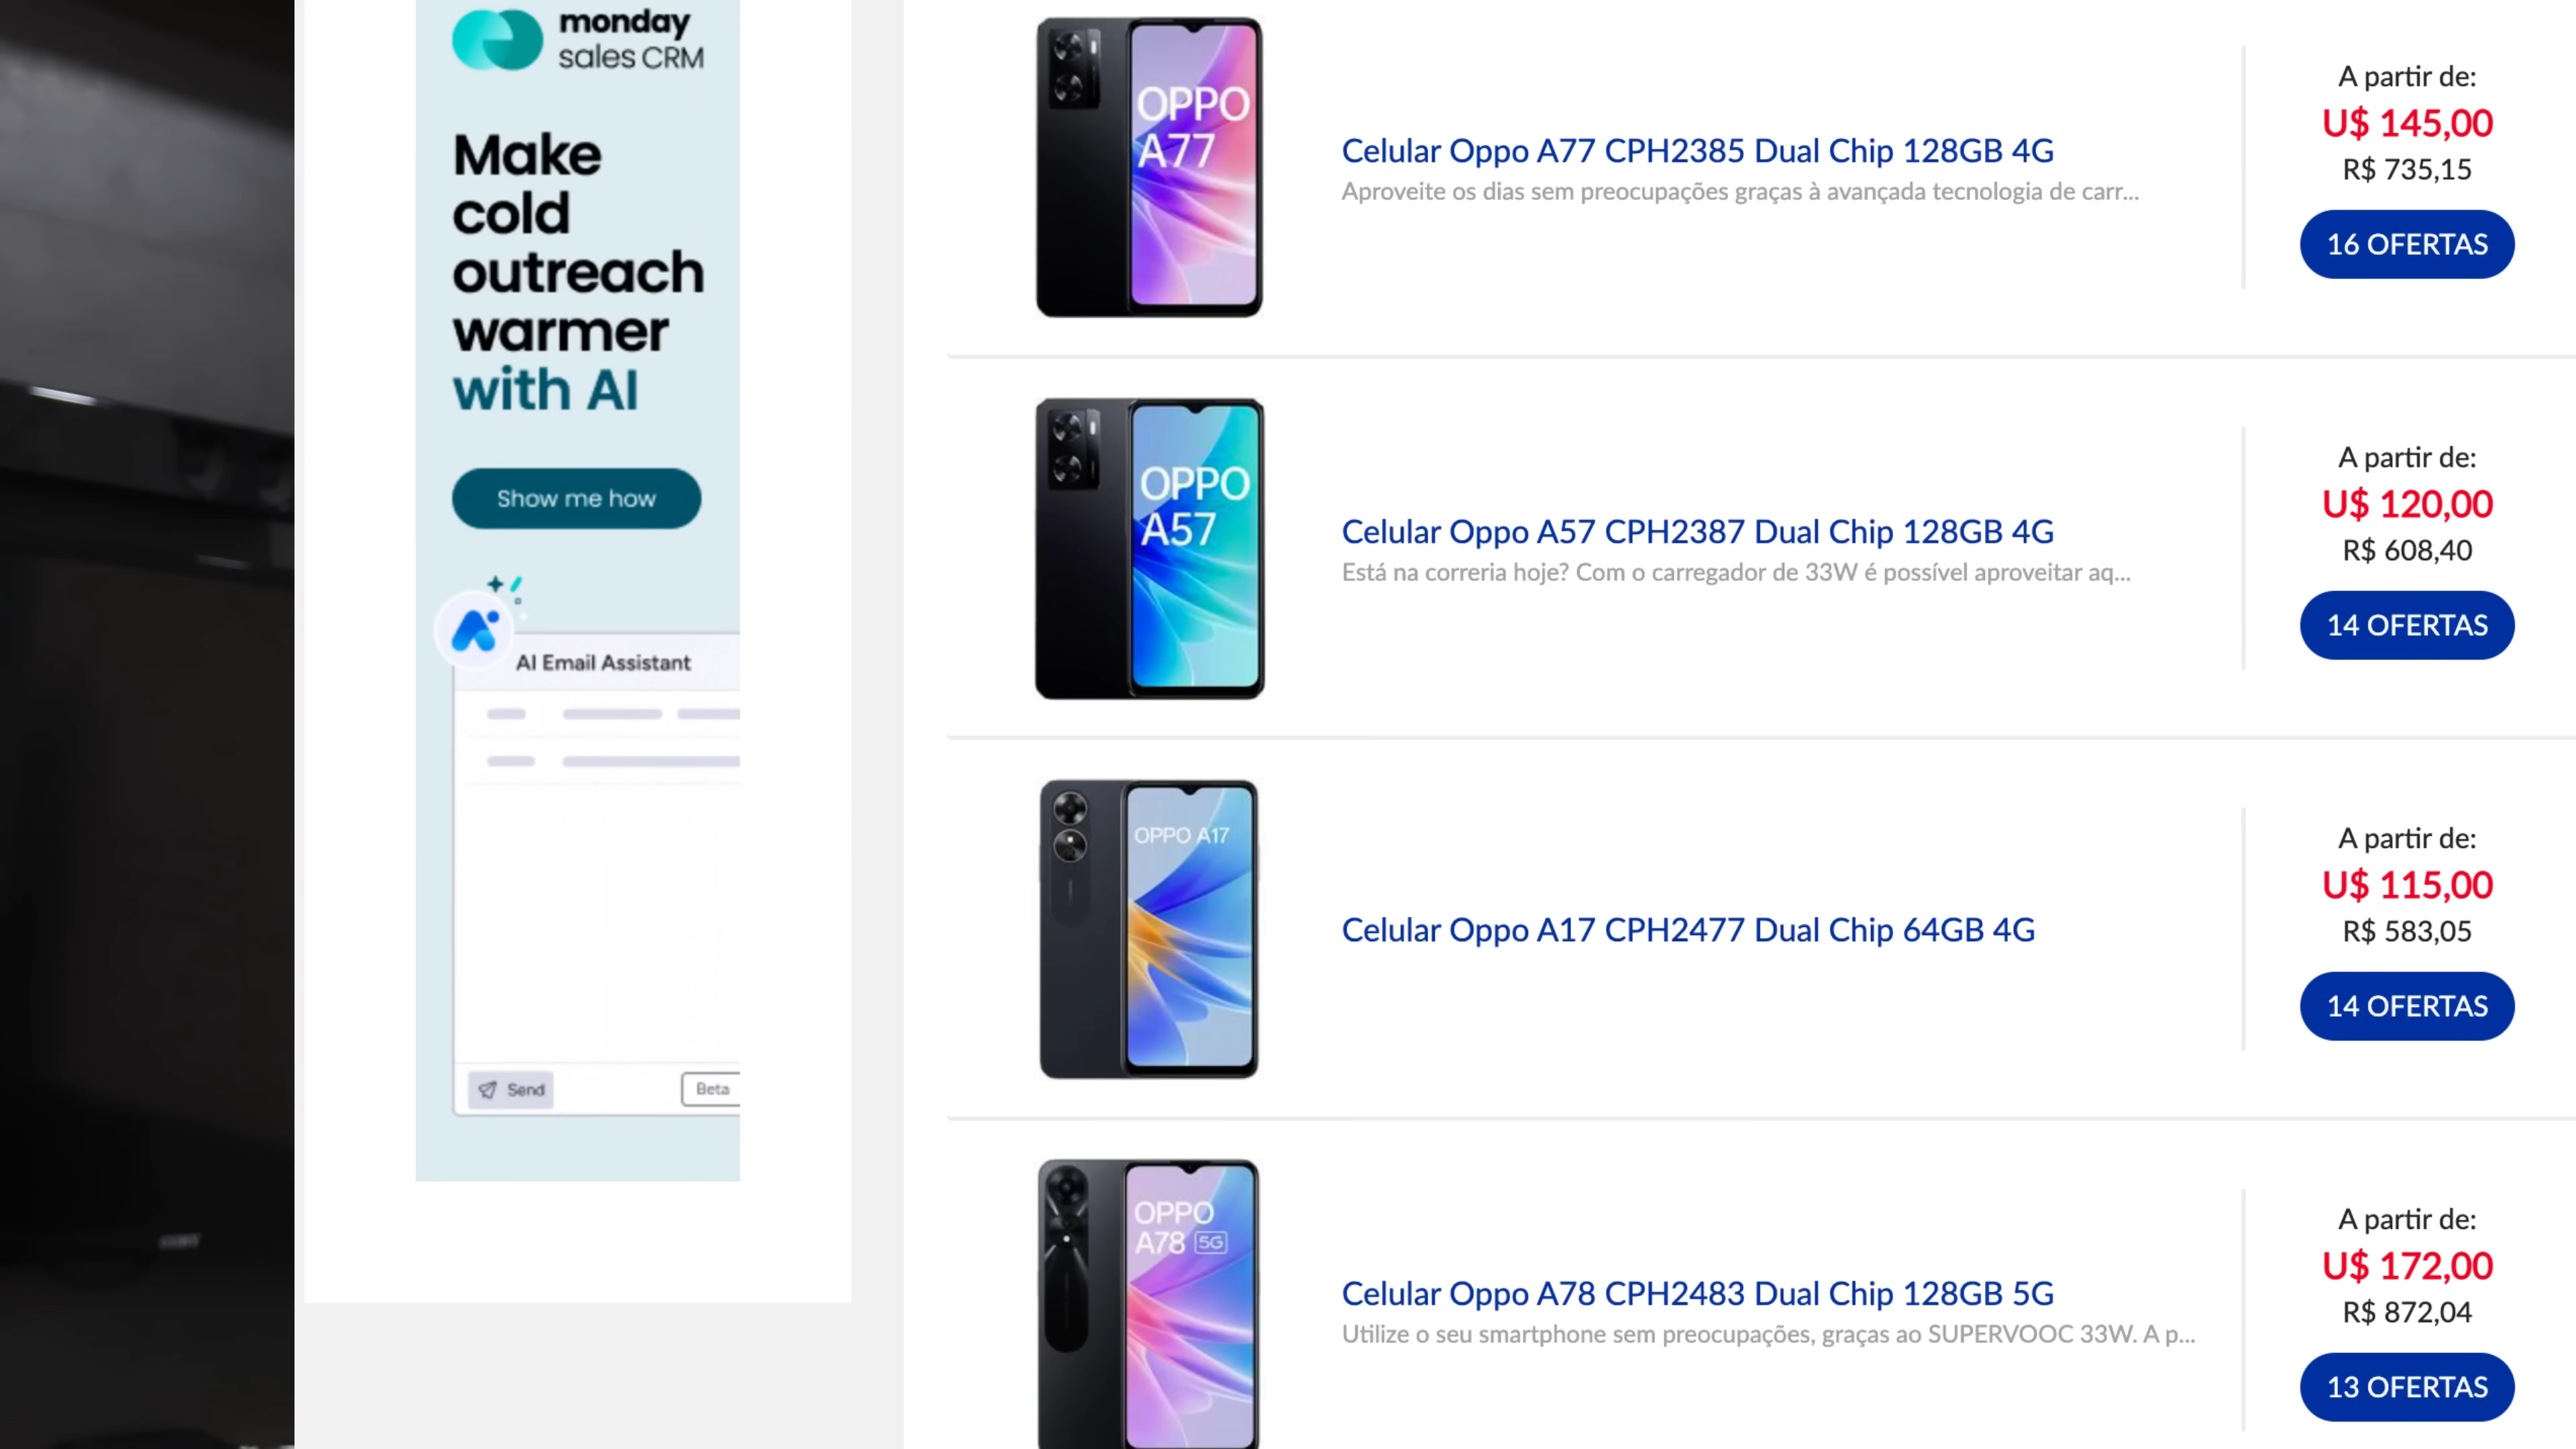 monday
sales CRM
Make
cold
outreach
warmer
with AI
Show me how
AI Email Assistant
Send
Beta
OPPO
A77
Celular Oppo A77 CPH2385 Dual Chip 128GB 4G
Aproveite os dias sem preocupações graças à avançada tecnologia de carr...
A partir de:
U$ 145,00
R$ 735,15
16 OFERTAS
OPPO
A57
Celular Oppo A57 CPH2387 Dual Chip 128GB 4G
Está na correria hoje? Com o carregador de 33W é possível aproveitar aq...
A partir de:
U$ 120,00
R$ 608,40
14 OFERTAS
OPPO A17
Celular Oppo A17 CPH2477 Dual Chip 64GB 4G
A partir de:
U$ 115,00
R$ 583,05
14 OFERTAS
OPPO
A78 5G
Celular Oppo A78 CPH2483 Dual Chip 128GB 5G
Utilize o seu smartphone sem preocupações, graças ao SUPERVOOC 33W. A p...
A partir de:
U$ 172,00
R$ 872,04
13 OFERTAS